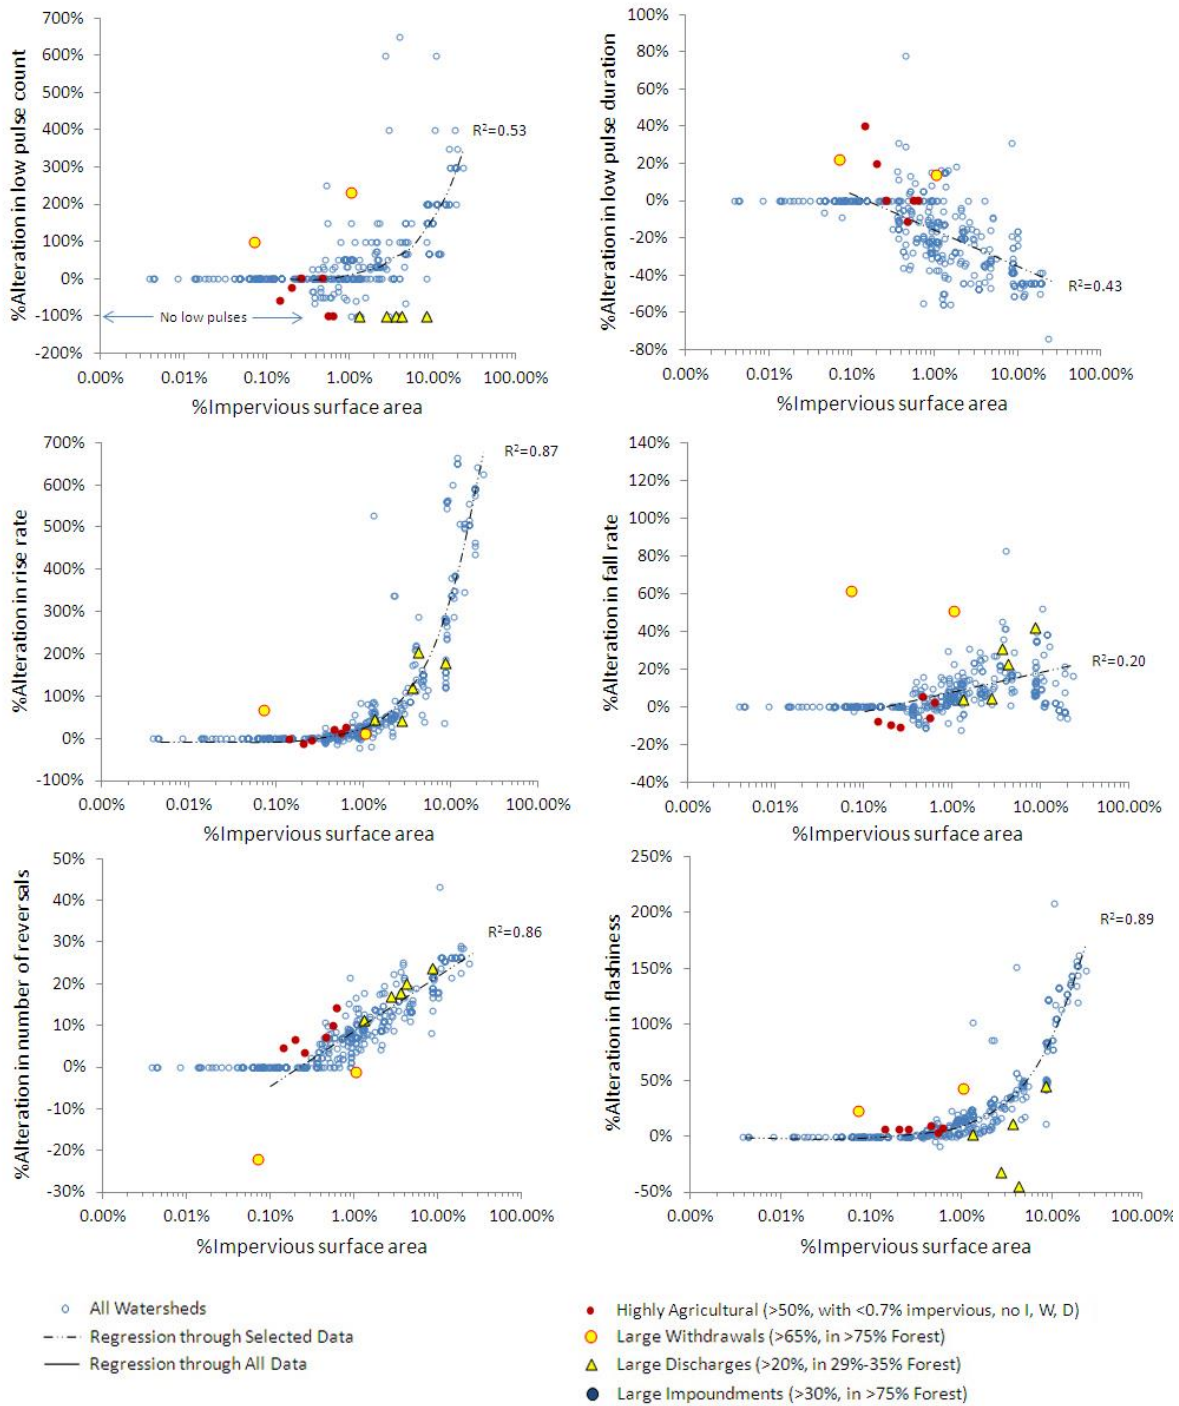 700%
600%
500%
400%
300%
200%
100%
0%
-100%
-200%
%Alteration in low pulse count
R²=0.53
No low pulses
0.00% 0.01% 0.10% 1.00% 10.00% 100.00%
%Impervious surface area
100%
80%
60%
40%
20%
0%
-20%
-40%
-60%
-80%
%Alteration in low pulse duration
R²=0.43
0.00% 0.01% 0.10% 1.00% 10.00% 100.00%
%Impervious surface area
700%
600%
500%
400%
300%
200%
100%
0%
-100%
%Alteration in rise rate
R²=0.87
0.00% 0.01% 0.10% 1.00% 10.00% 100.00%
%Impervious surface area
140%
120%
100%
80%
60%
40%
20%
0%
-20%
-40%
%Alteration in fall rate
R²=0.20
0.00% 0.01% 0.10% 1.00% 10.00% 100.00%
%Impervious surface area
50%
40%
30%
20%
10%
0%
-10%
-20%
-30%
%Alteration in number of reversals
R²=0.86
0.00% 0.01% 0.10% 1.00% 10.00% 100.00%
%Impervious surface area
250%
200%
150%
100%
50%
0%
-50%
%Alteration in flashiness
R²=0.89
0.00% 0.01% 0.10% 1.00% 10.00% 100.00%
%Impervious surface area
All Watersheds
Regression through Selected Data
Regression through All Data
Highly Agricultural (>50%, with <0.7% impervious, no I, W, D)
Large Withdrawals (>65%, in >75% Forest)
Large Discharges (>20%, in 29%-35% Forest)
Large Impoundments (>30%, in >75% Forest)